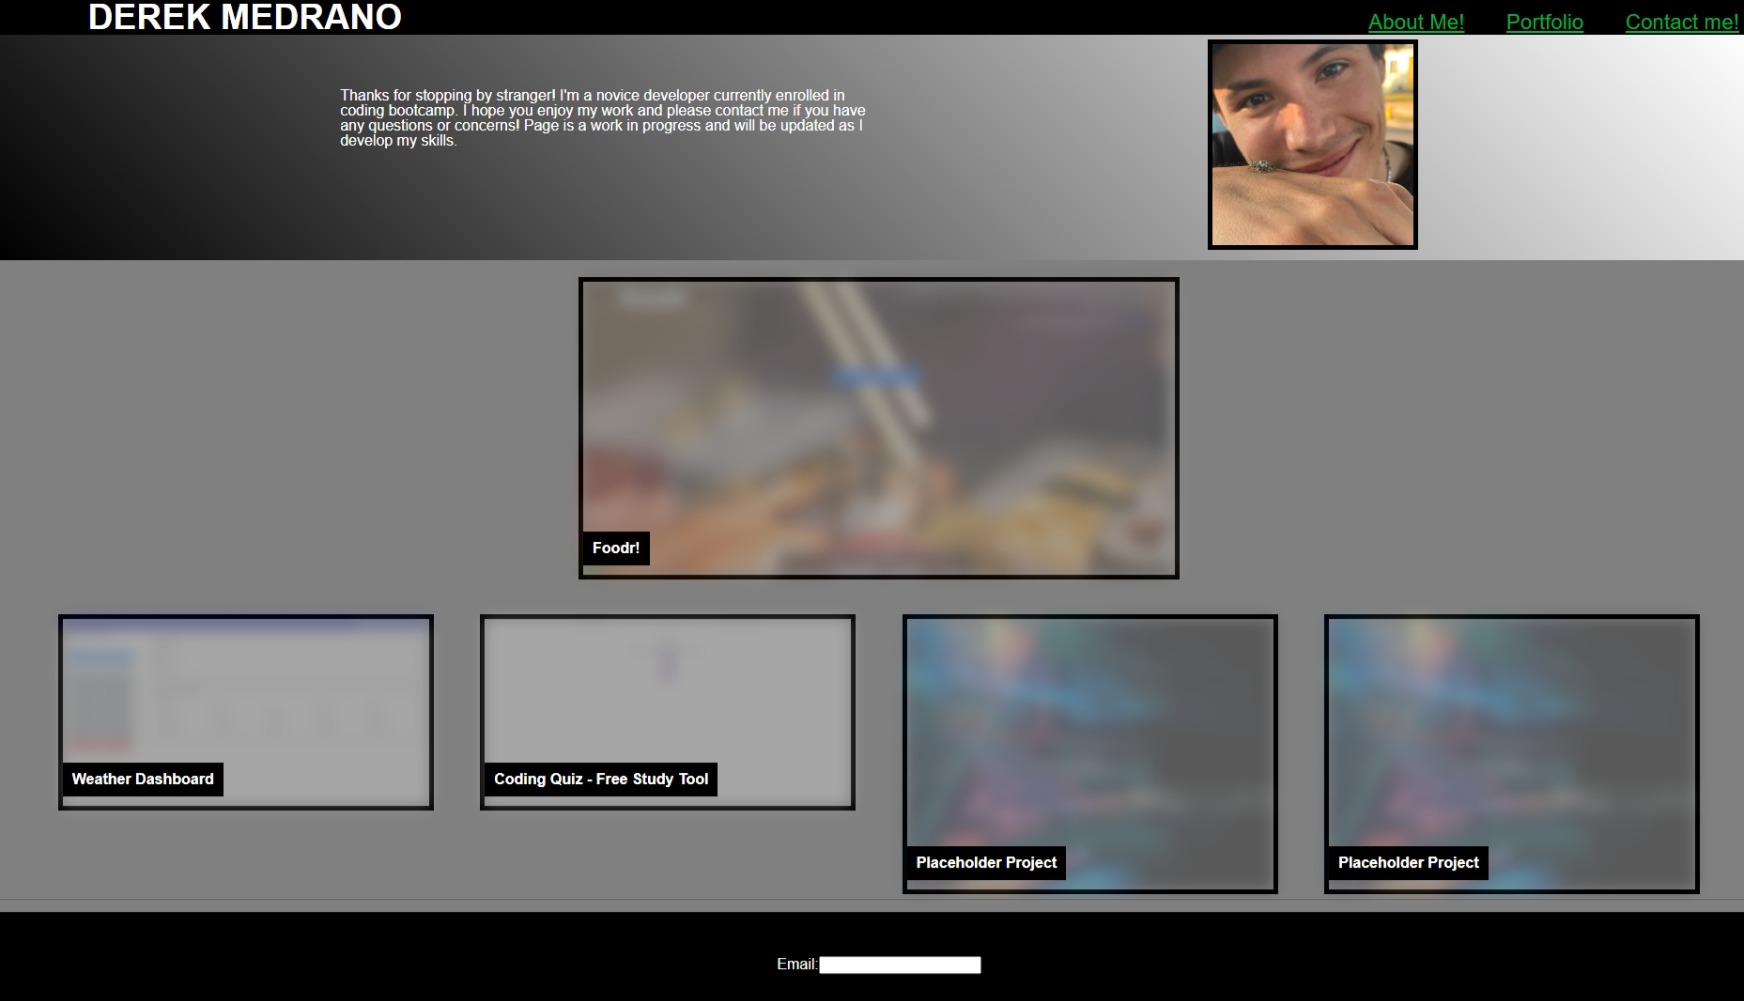 DEREK MEDRANO
About Me! Portfolio Contact me!
Thanks for stopping by stranger! I'm a novice developer currently enrolled in
coding bootcamp. I hope you enjoy my work and please contact me if you have
any questions or concerns! Page is a work in progress and will be updated as I
develop my skills.
Foodr!
Weather Dashboard
Coding Quiz - Free Study Tool
Placeholder Project
Placeholder Project
Email: